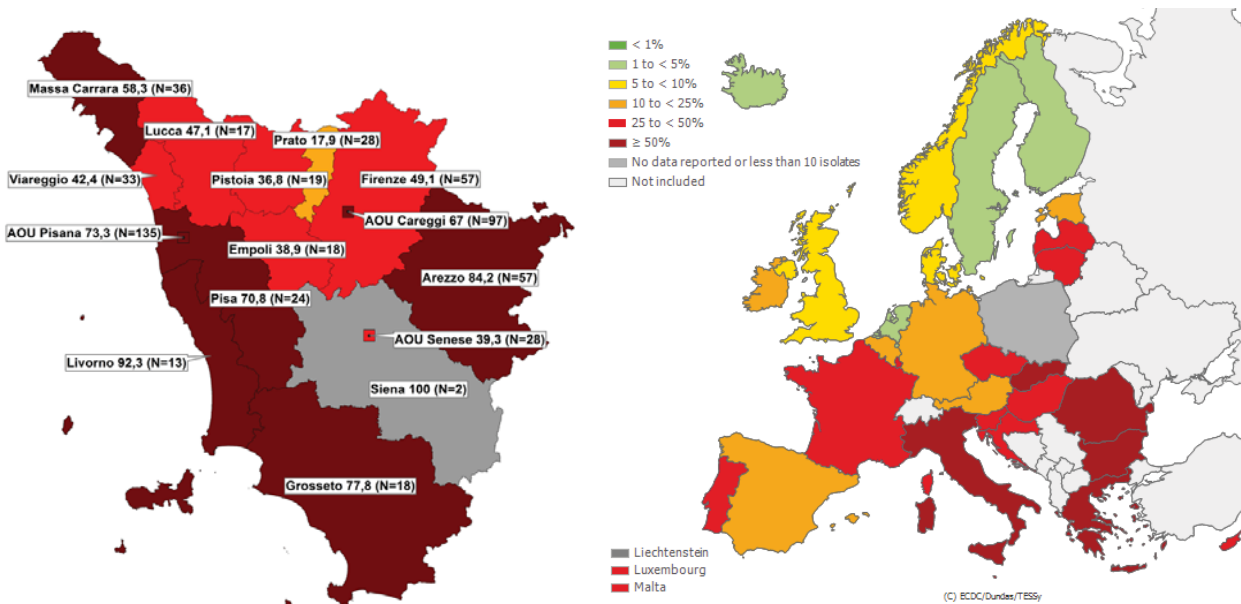 Massa Carrara 58,3 (N=36)
Lucca 47,1 (N=17)
Prato 17,9 (N=28)
Viareggio 42,4 (N=33)
Pistoia 36,8 (N=19)
Firenze 49,1 (N=57)
AOU Careggi 67 (N=97)
AOU Pisana 73,3 (N=135)
Empoli 38,9 (N=18)
Arezzo 84,2 (N=57)
Pisa 70,8 (N=24)
AOU Senese 39,3 (N=28)
Livorno 92,3 (N=13)
Siena 100 (N=2)
Grosseto 77,8 (N=18)
< 1%
1 to < 5%
5 to < 10%
10 to < 25%
25 to < 50%
≥ 50%
No data reported or less than 10 isolates
Not included
Liechtenstein
Luxembourg
Malta
(C) ECDC/Dundas/TESSy